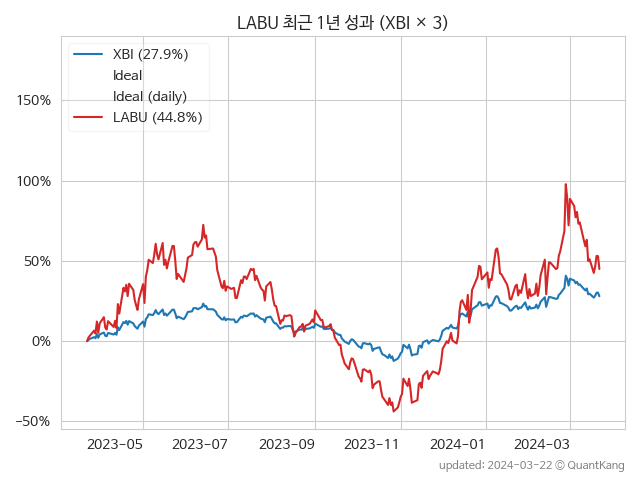 LABU 최근 1년 성과 (XBI × 3)
XBI (27.9%)
Ideal
Ideal (daily)
LABU (44.8%)
150%
100%
50%
0%
−50%
2023-05 2023-07 2023-09 2023-11 2024-01 2024-03
updated: 2024-03-22 © QuantKang